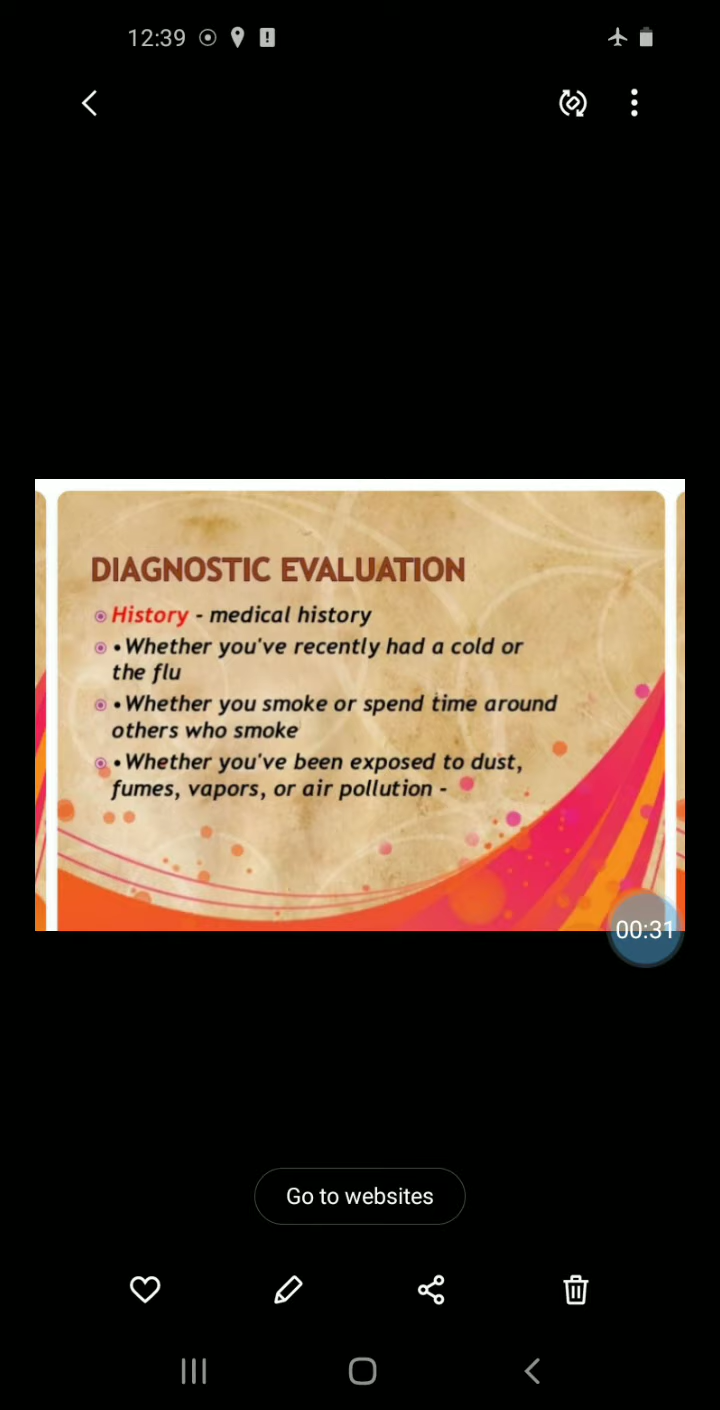 12:39
DIAGNOSTIC EVALUATION
History - medical history
• Whether you've recently had a cold or
the flu
• Whether you smoke or spend time around
others who smoke
• Whether you've been exposed to dust,
fumes, vapors, or air pollution -
00:31
Go to websites